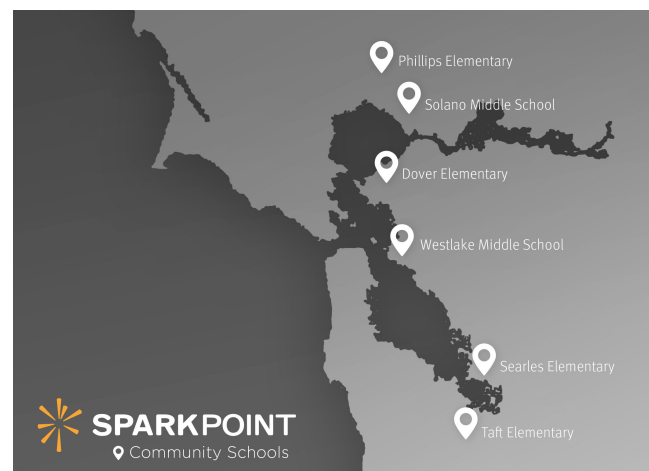 Phillips Elementary
Solano Middle School
Dover Elementary
Westlake Middle School
Searles Elementary
Taft Elementary
SPARKPOINT
Community Schools